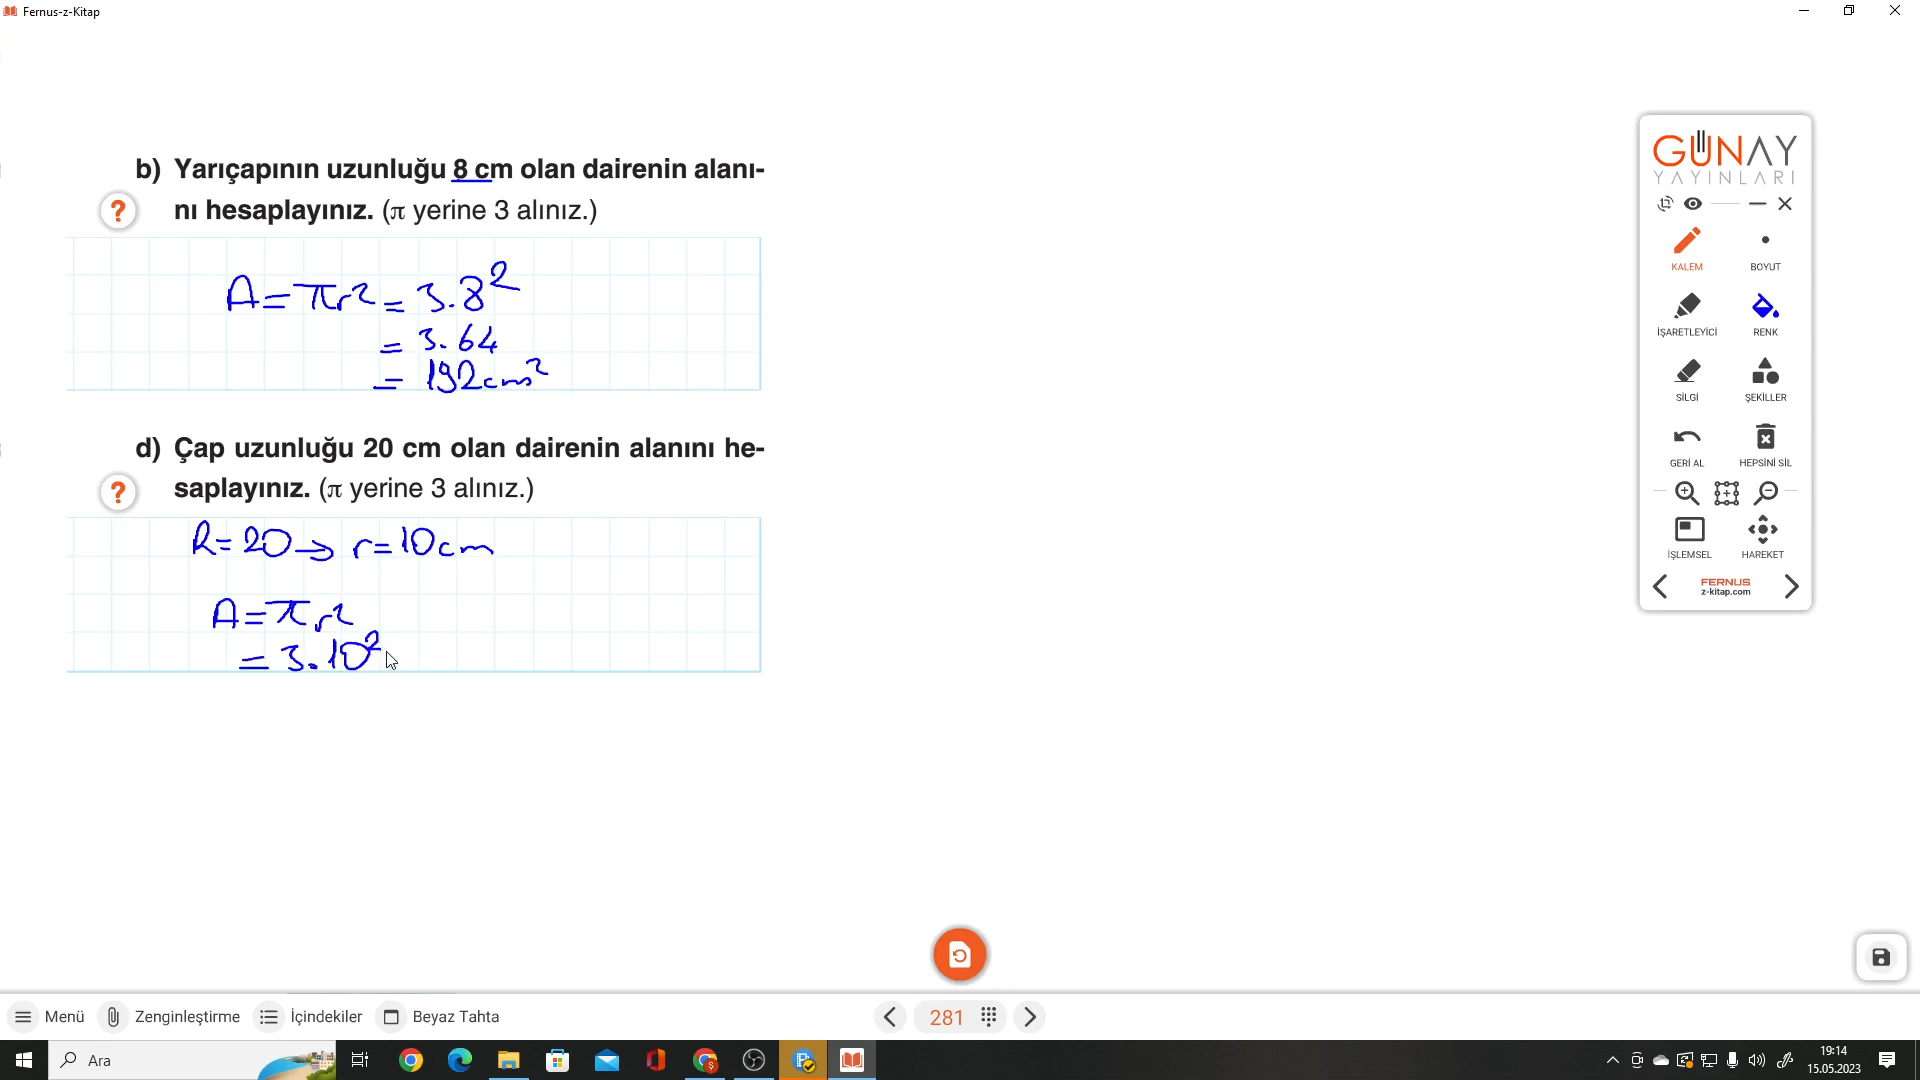 Fernus-z-Kitap
b) Yarıçapının uzunluğu 8 cm olan dairenin alanı-
nı hesaplayınız. (π yerine 3 alınız.)
?
A = πr² = 3.8²
= 3.64
= 192cm²
d) Çap uzunluğu 20 cm olan dairenin alanını he-
saplayınız. (π yerine 3 alınız.)
?
R=20→ r=10cm
A=πr²
= 3.10²
GÜNAY
YAYINLARI
KALEM
BOYUT
İŞARETLEYİCİ
RENK
SİLGİ
ŞEKİLLER
GERİ AL
HEPSİNİ SİL
İŞLEMSEL
HAREKET
FERNUS
z-kitap.com
Menü
Zenginleştirme
İçindekiler
Beyaz Tahta
281
Ara
19:14
15.05.2023